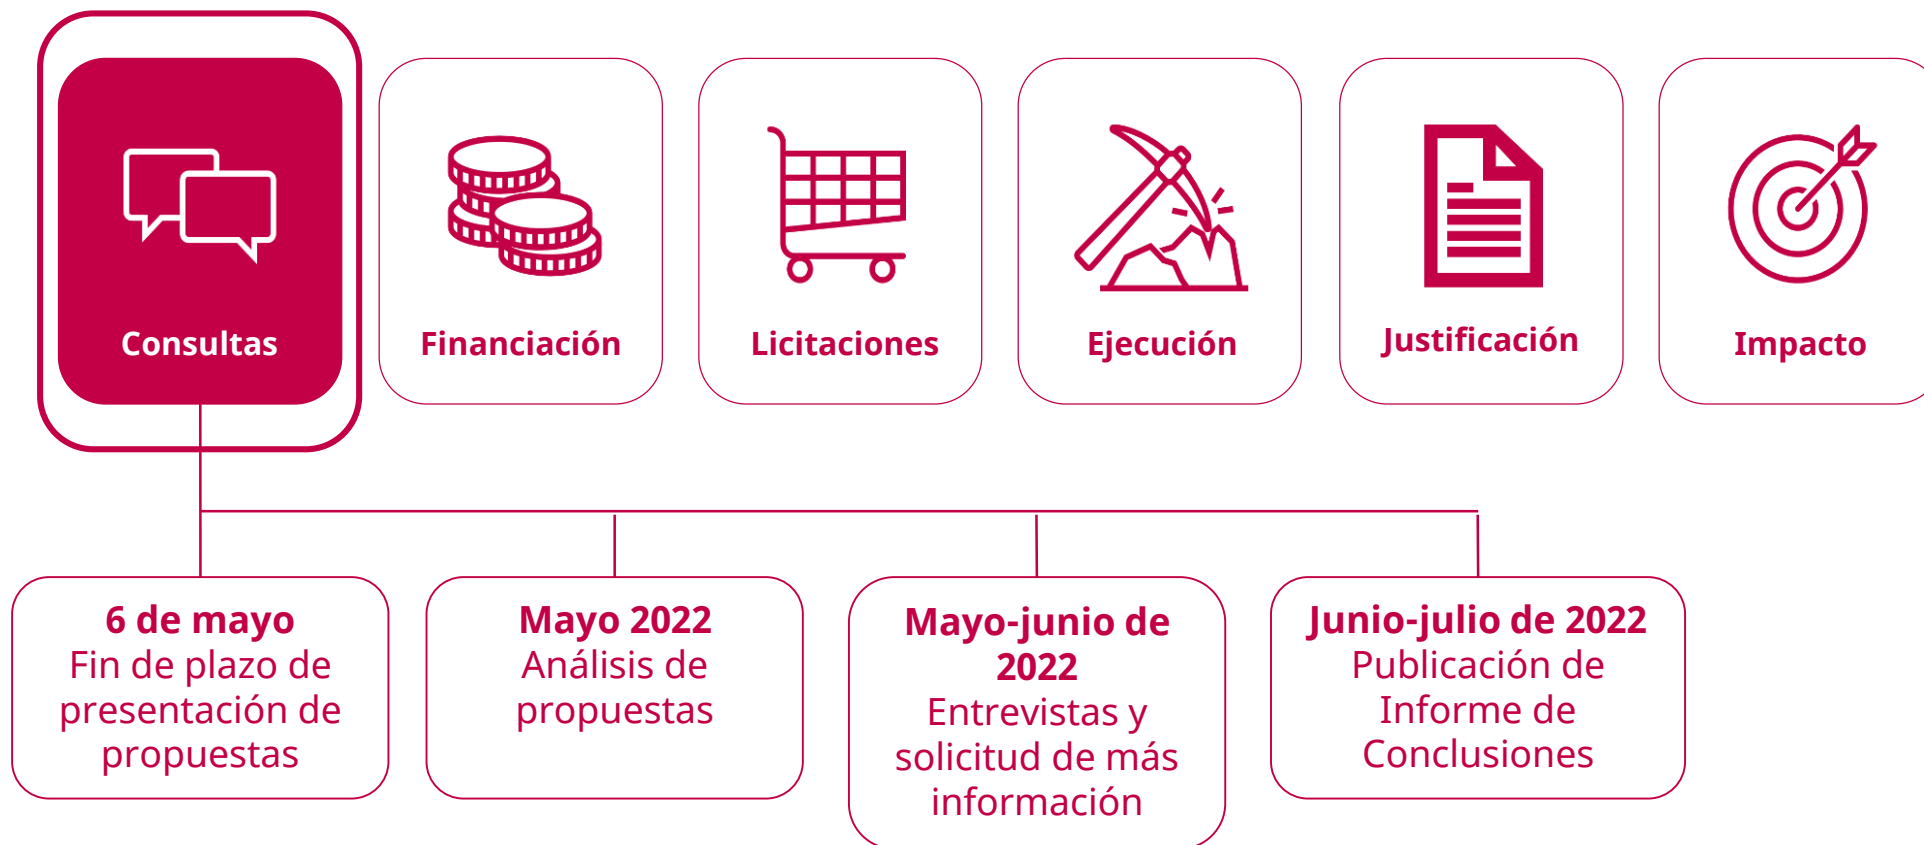 Consultas
Financiación
Licitaciones
Ejecución
Justificación
Impacto
6 de mayo
Fin de plazo de
presentación de
propuestas
Mayo 2022
Análisis de
propuestas
Mayo-junio de
2022
Entrevistas y
solicitud de más
información
Junio-julio de 2022
Publicación de
Informe de
Conclusiones